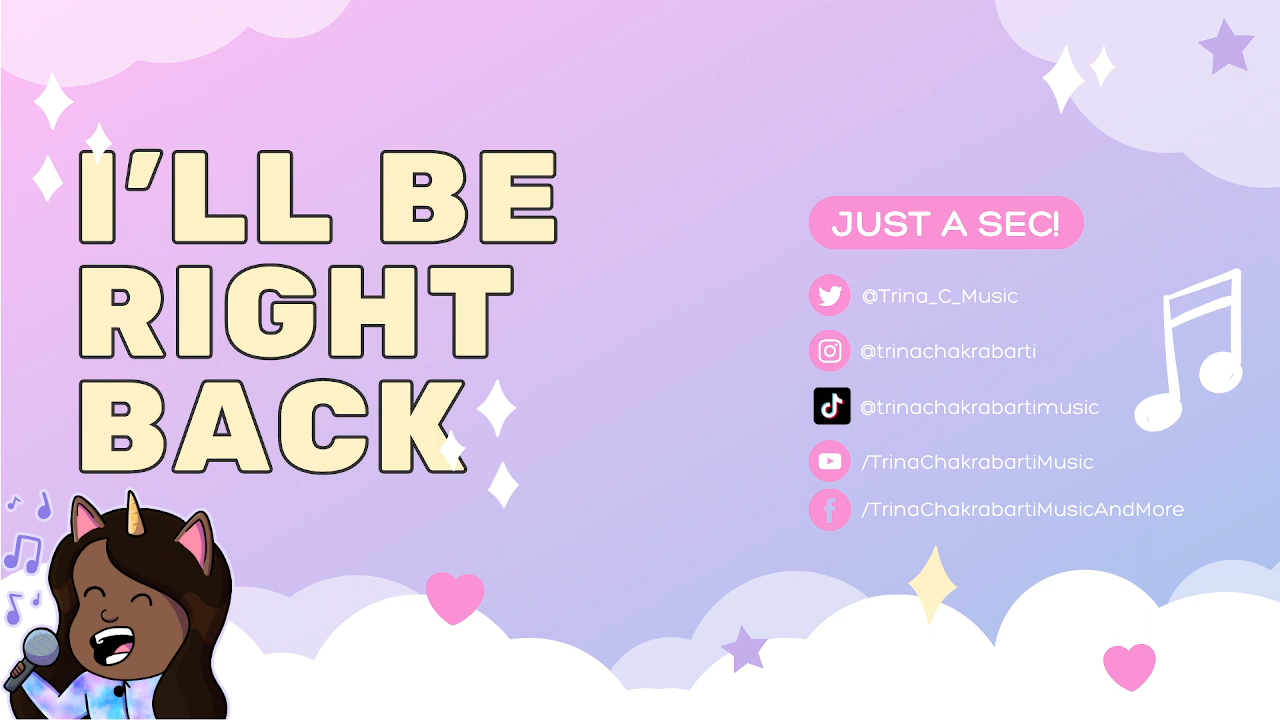 I'LL BE
RIGHT
BACK
JUST A SEC!
@Trina_C_Music
@trinachakrabarti
@trinachakrabartimusic
/TrinaChakrabartiMusic
/TrinaChakrabartiMusicAndMore